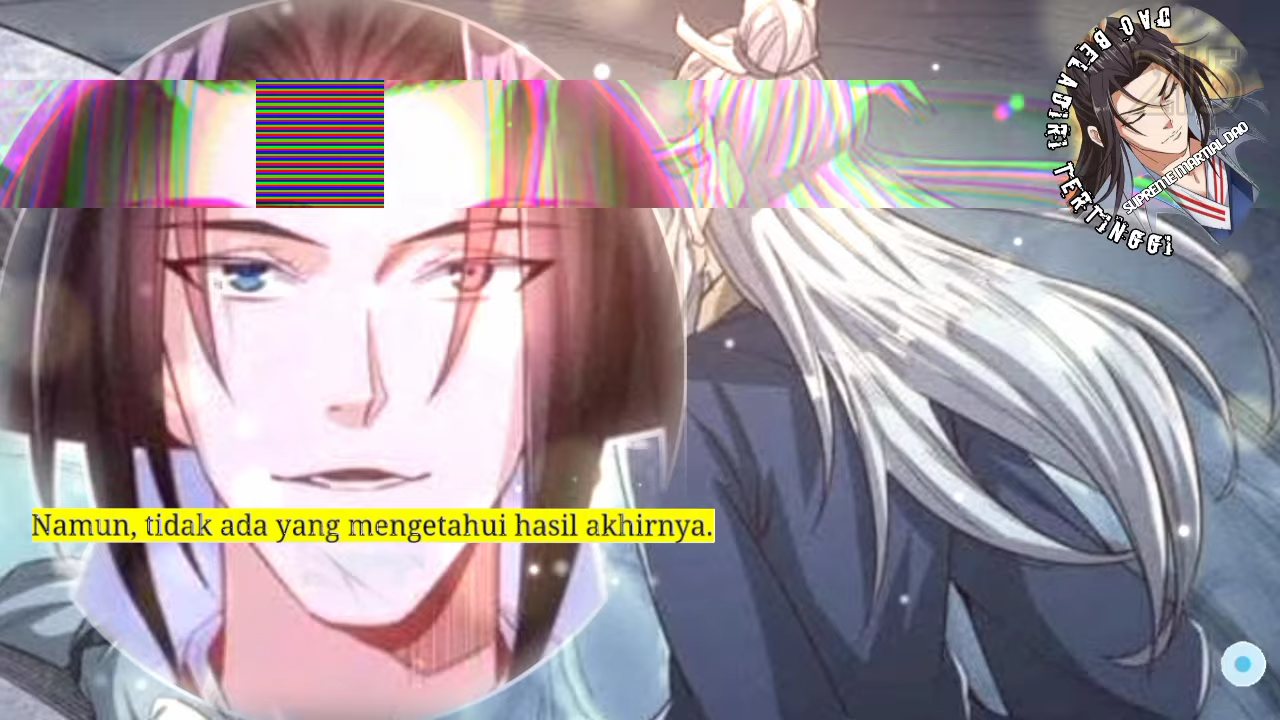 DAO BELADIRI TERTINGGI
SUPREME MARTIAL DAO
Namun, tidak ada yang mengetahui hasil akhirnya.